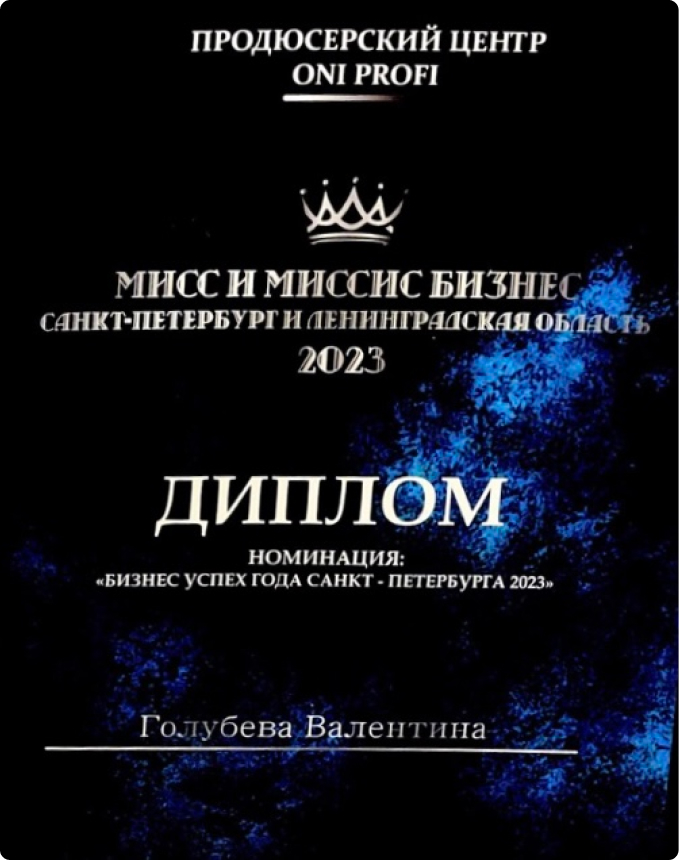 ПРОДЮСЕРСКИЙ ЦЕНТР
ONI PROFI
МИСС И МИССИС БИЗНЕС
САНКТ-ПЕТЕРБУРГ И ЛЕНИНГРАДСКАЯ ОБЛАСТЬ
2023
ДИПЛОМ
НОМИНАЦИЯ:
«БИЗНЕС УСПЕХ ГОДА САНКТ - ПЕТЕРБУРГА 2023»
Голубева Валентина